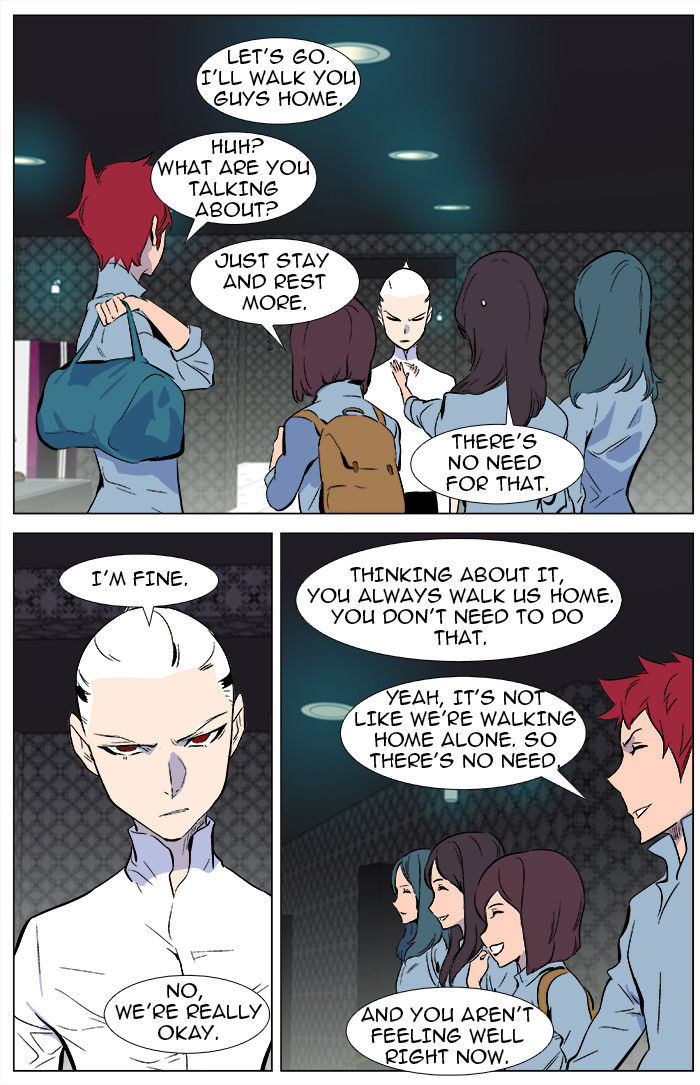 LET'S GO.
I'LL WALK YOU
GUYS HOME.
HUH?
WHAT ARE YOU
TALKING
ABOUT?
JUST STAY
AND REST
MORE.
THERE'S
NO NEED
FOR THAT.
I'M FINE.
NO,
WE'RE REALLY
OKAY.
THINKING ABOUT IT,
YOU ALWAYS WALK US HOME.
YOU DON'T NEED TO DO
THAT.
YEAH, IT'S NOT
LIKE WE'RE WALKING
HOME ALONE. SO
THERE'S NO NEED.
AND YOU AREN'T
FEELING WELL
RIGHT NOW.